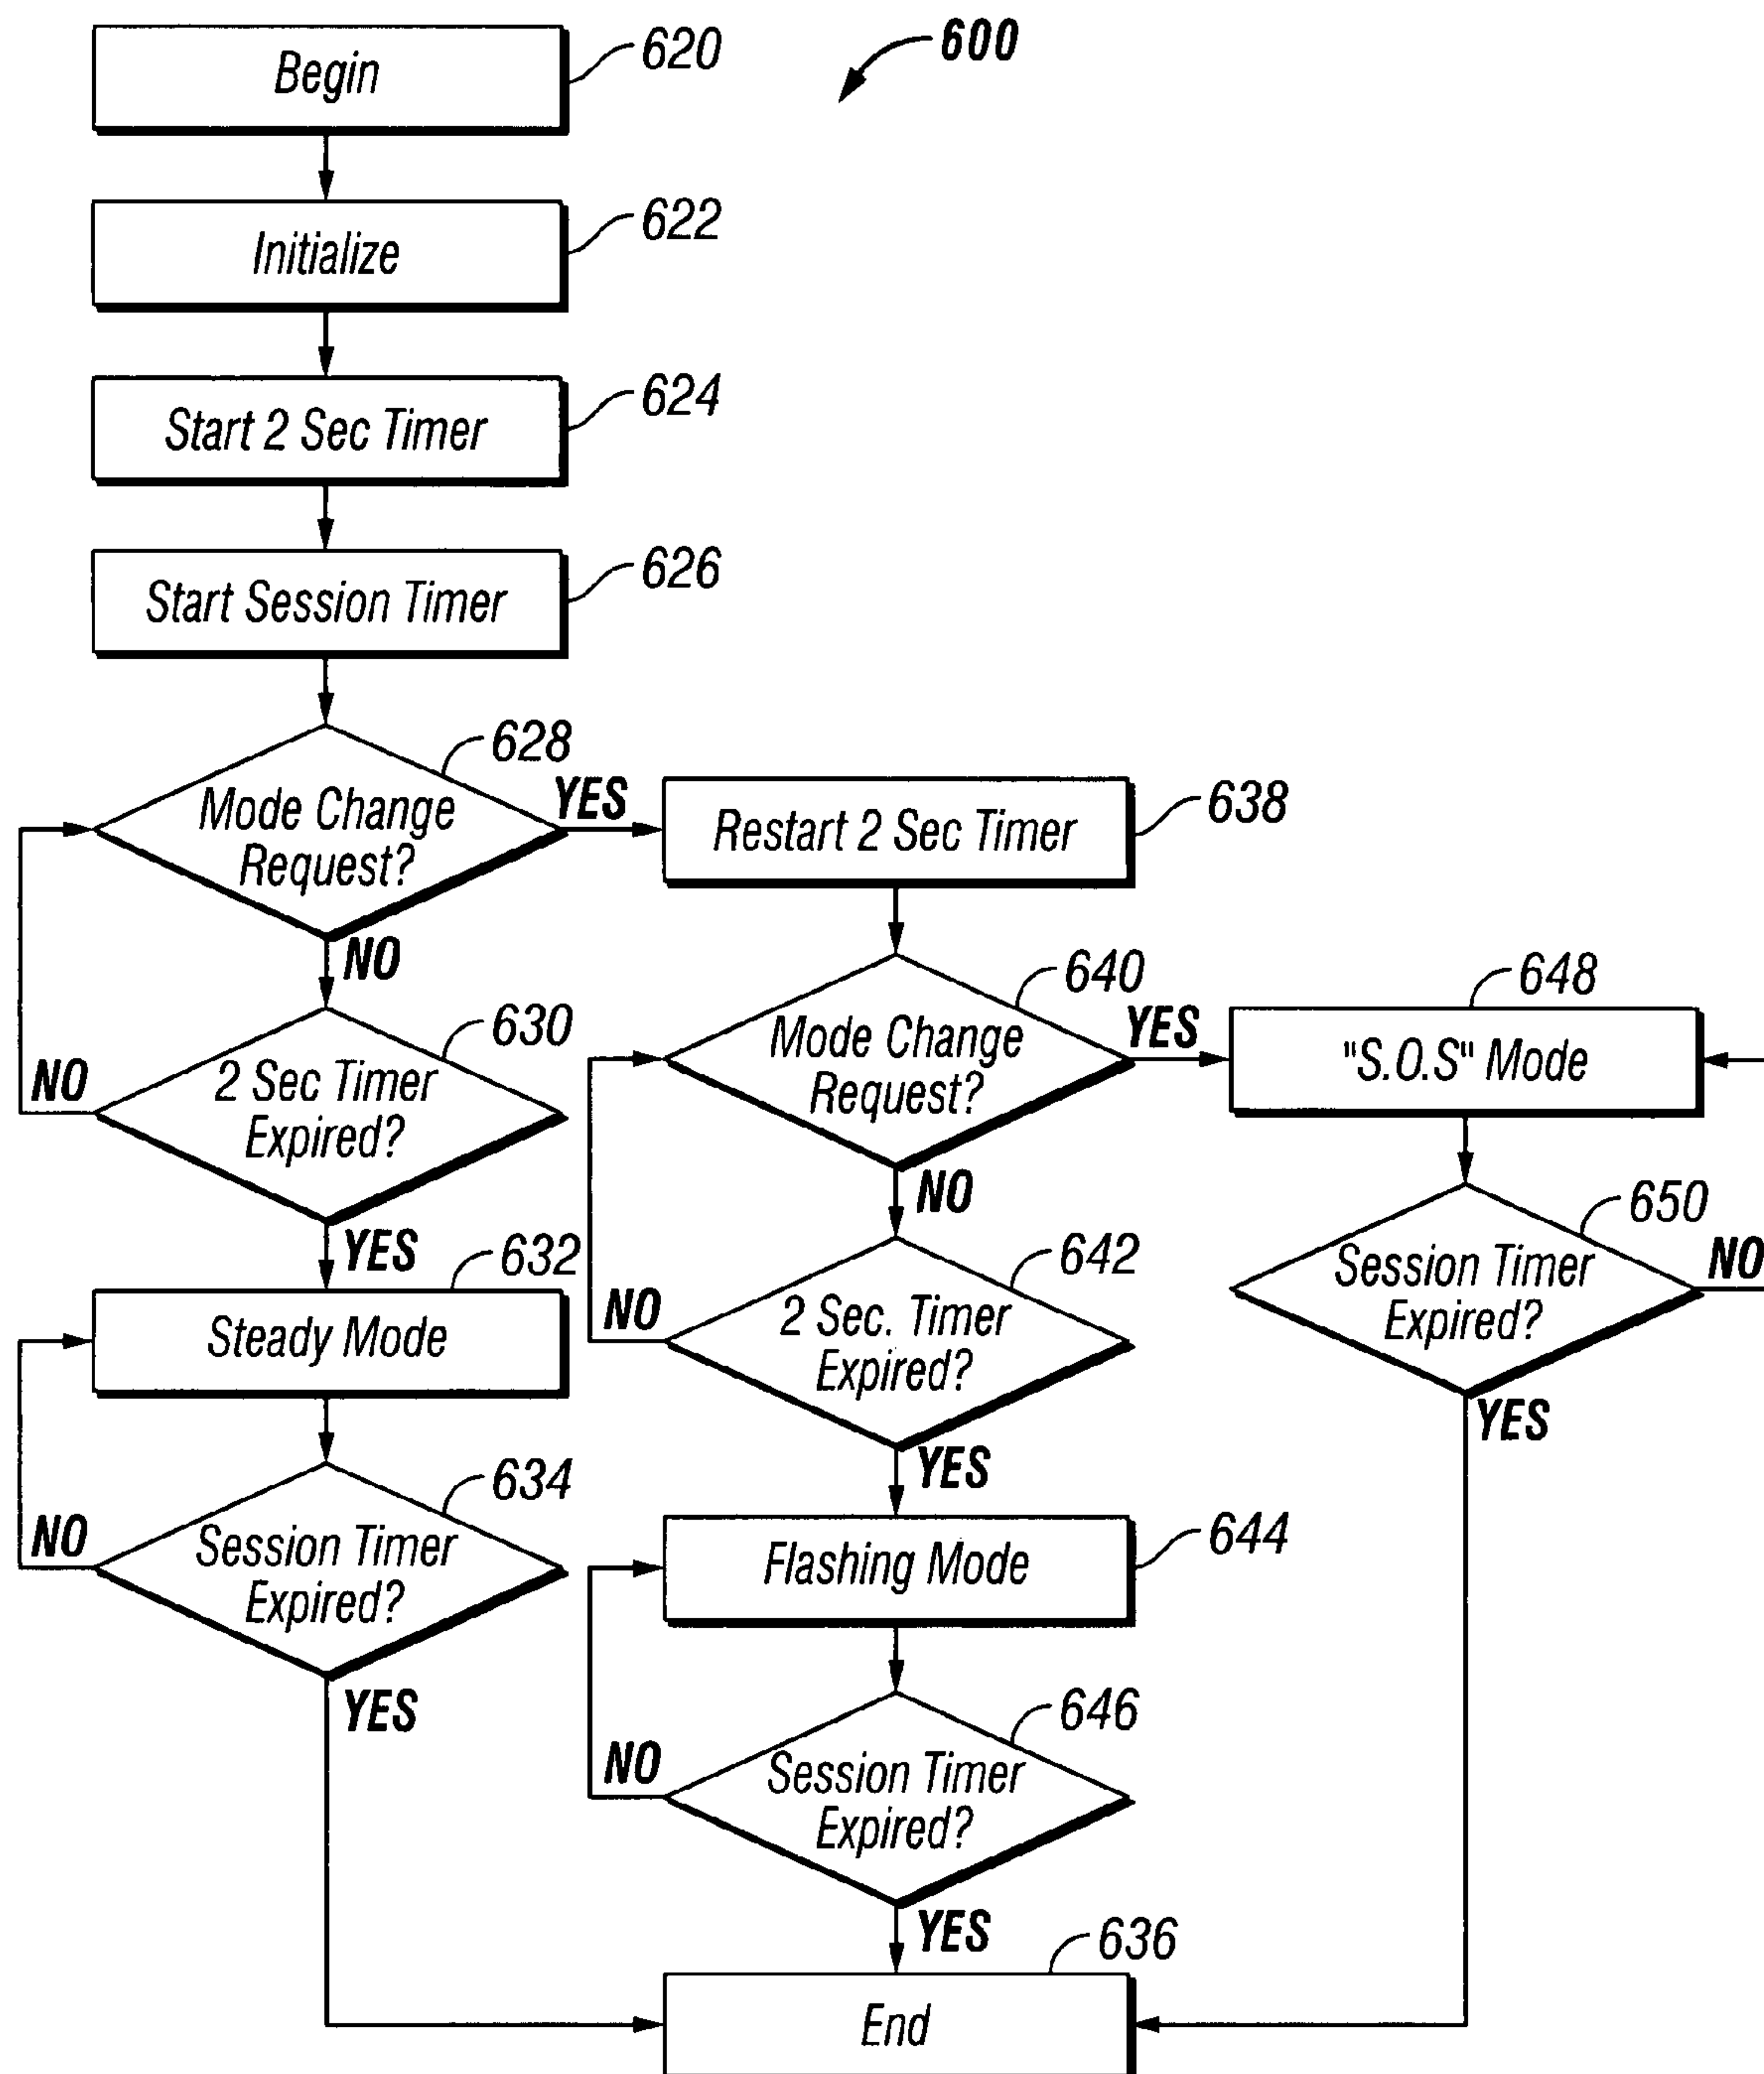 600
Begin
620
Initialize
622
Start 2 Sec Timer
624
Start Session Timer
626
Mode Change
Request?
628
YES
NO
2 Sec Timer
Expired?
630
NO
YES
Steady Mode
632
Session Timer
Expired?
634
NO
YES
Restart 2 Sec Timer
638
Mode Change
Request?
640
YES
NO
2 Sec. Timer
Expired?
642
NO
YES
Flashing Mode
644
Session Timer
Expired?
646
NO
YES
"S.O.S" Mode
648
Session Timer
Expired?
650
NO
YES
End
636